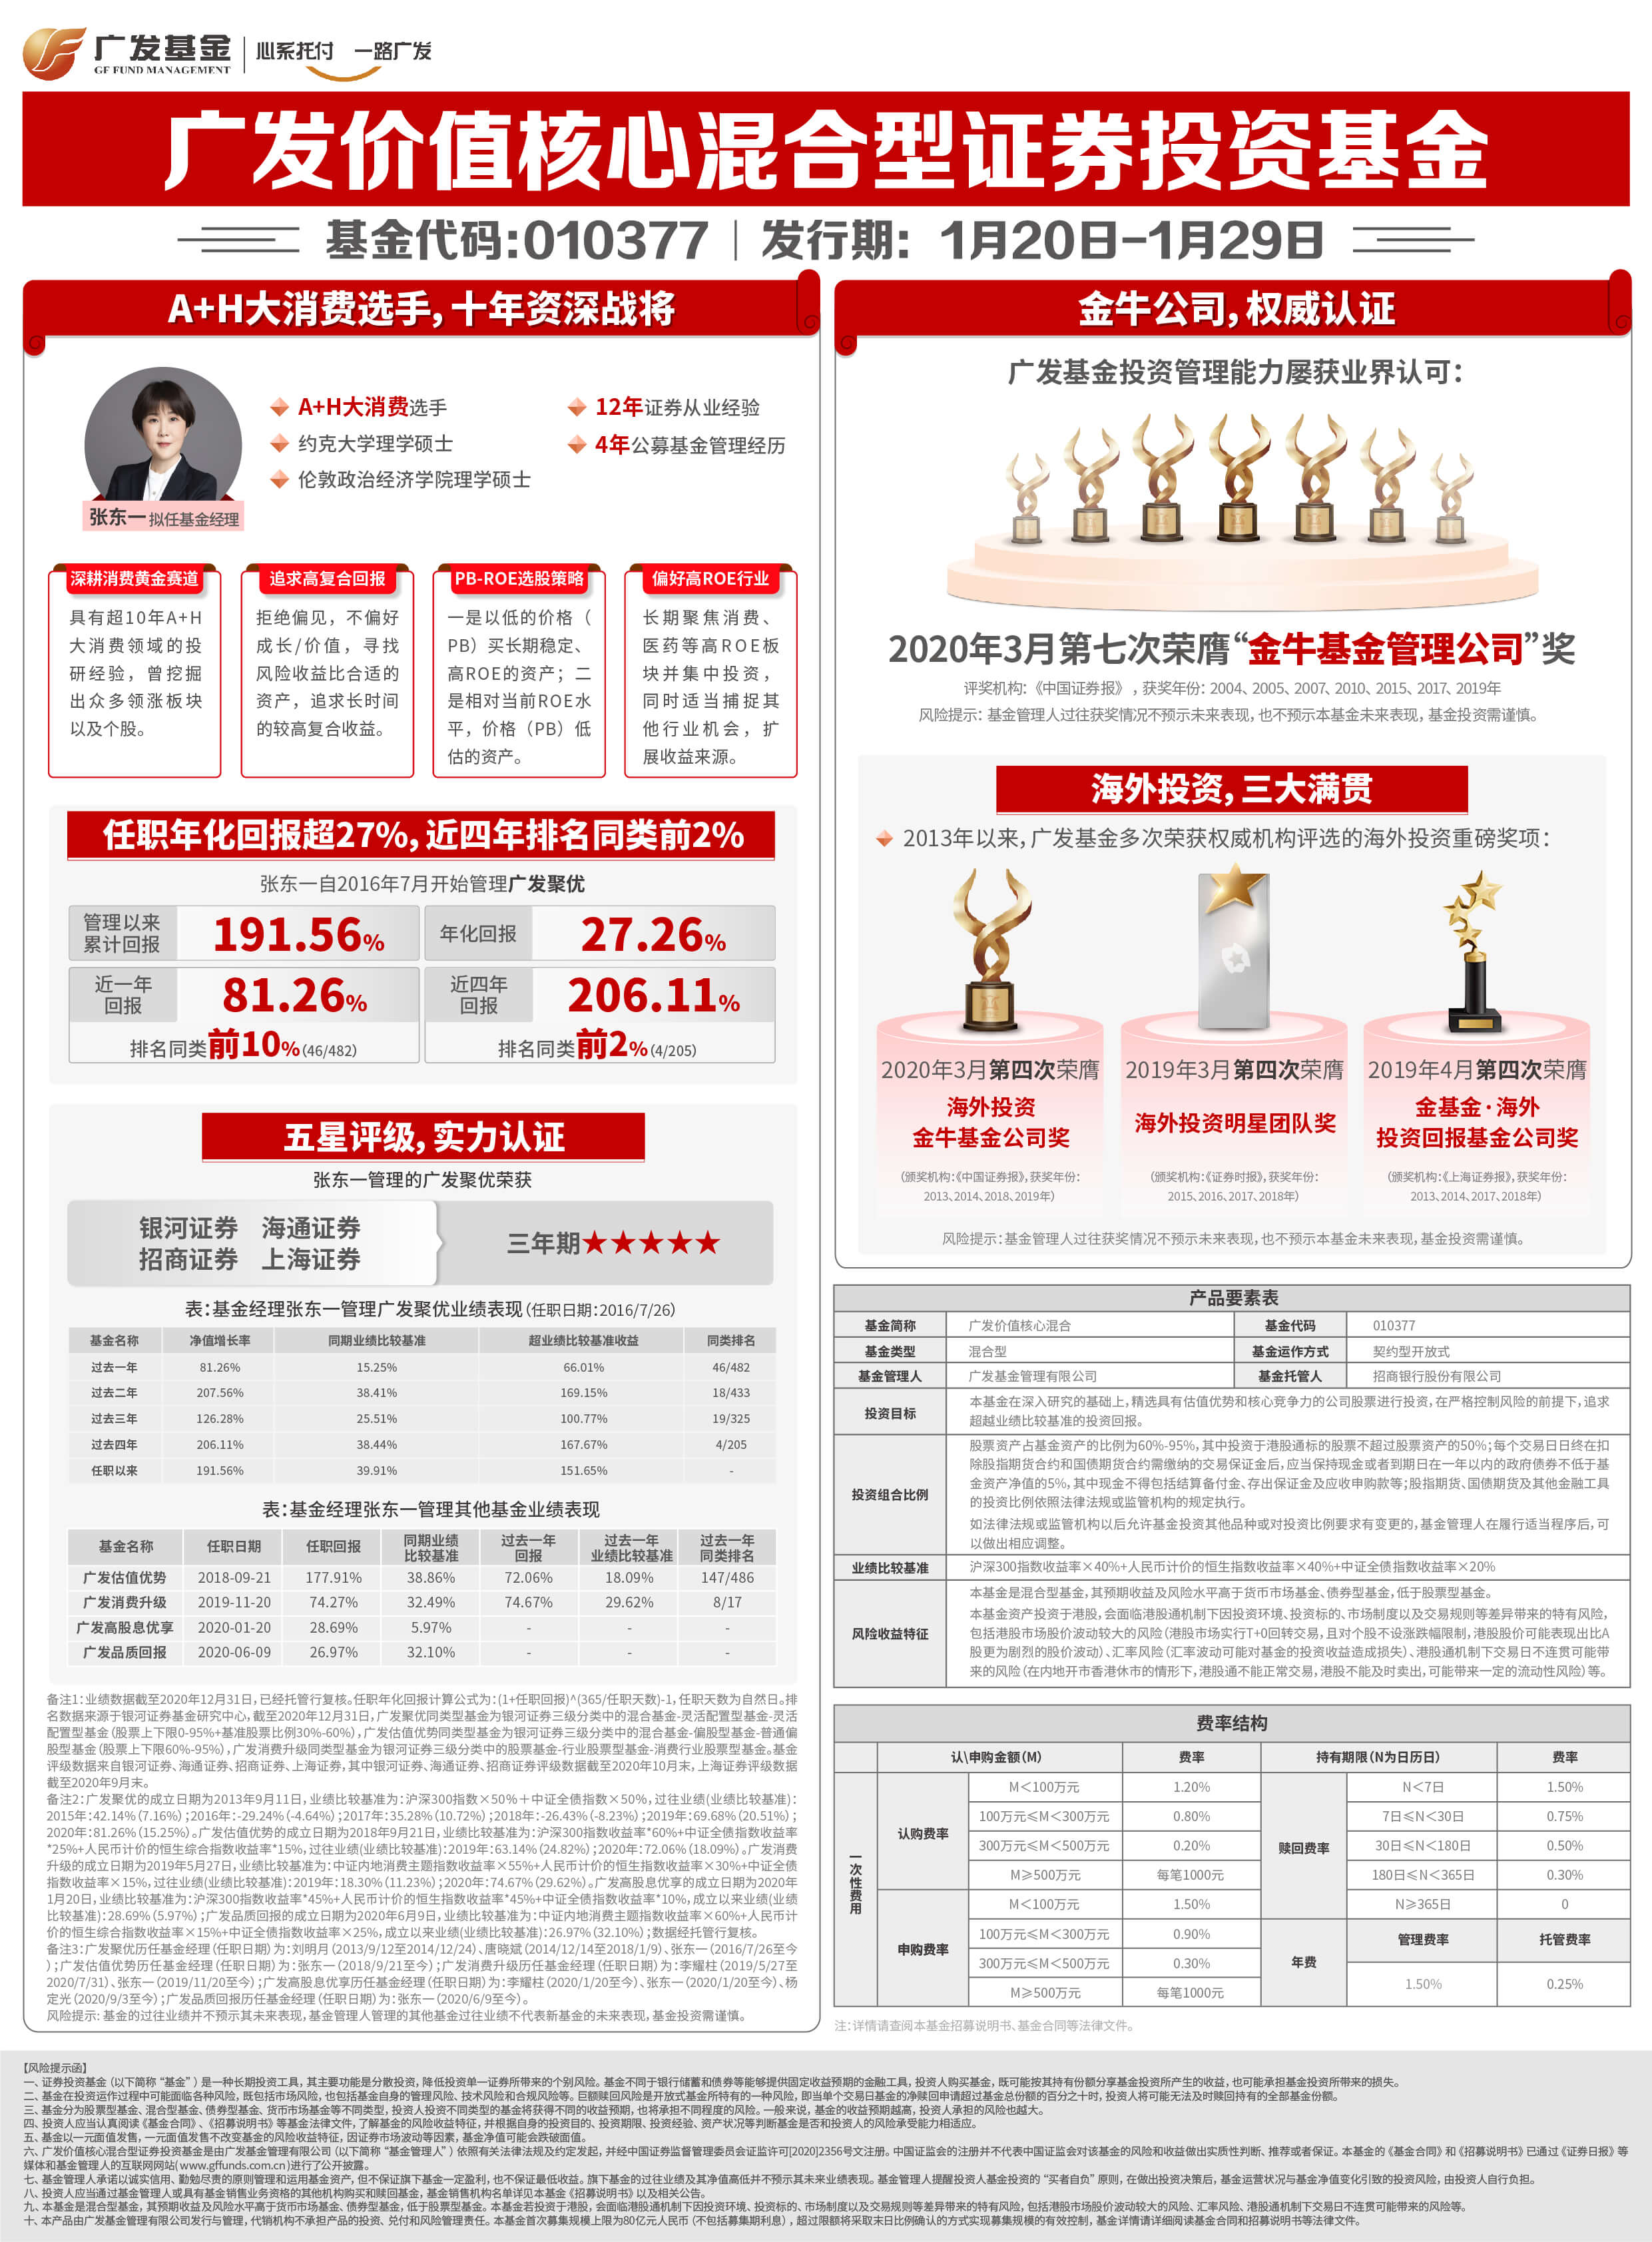 广发基金
GF FUND MANAGEMENT
心系托付 一路广发
广发价值核心混合型证券投资基金
基金代码:010377｜发行期：1月20日-1月29日
A+H大消费选手，十年资深战将
张东一 拟任基金经理
A+H大消费选手
约克大学理学硕士
伦敦政治经济学院理学硕士
12年证券从业经验
4年公募基金管理经历
深耕消费黄金赛道
具有超10年A+H
大消费领域的投
研经验，曾挖掘
出众多领涨板块
以及个股。
追求高复合回报
拒绝偏见，不偏好
成长/价值，寻找
风险收益比合适的
资产，追求长时间
的较高复合收益。
PB-ROE选股策略
一是以低的价格（
PB）买长期稳定、
高ROE的资产；二
是相对当前ROE水
平，价格（PB）低
估的资产。
偏好高ROE行业
长期聚焦消费、
医药等高ROE板
块并集中投资，
同时适当捕捉其
他行业机会，扩
展收益来源。
任职年化回报超27%，近四年排名同类前2%
张东一自2016年7月开始管理广发聚优
管理以来
累计回报
191.56%
年化回报
27.26%
近一年
回报
81.26%
排名同类前10%(46/482)
近四年
回报
206.11%
排名同类前2%(4/205)
五星评级，实力认证
张东一管理的广发聚优荣获
银河证券 海通证券
招商证券 上海证券
三年期★★★★★
表：基金经理张东一管理广发聚优业绩表现（任职日期：2016/7/26）
基金名称 净值增长率 同期业绩比较基准 超业绩比较基准收益 同类排名
过去一年 81.26% 15.25% 66.01% 46/482
过去二年 207.56% 38.41% 169.15% 18/433
过去三年 126.28% 25.51% 100.77% 19/325
过去四年 206.11% 38.44% 167.67% 4/205
任职以来 191.56% 39.91% 151.65% -
表：基金经理张东一管理其他基金业绩表现
基金名称 任职日期 任职回报 同期业绩比较基准 过去一年回报 过去一年业绩比较基准 过去一年同类排名
广发估值优势 2018-09-21 177.91% 38.86% 72.06% 18.09% 147/486
广发消费升级 2019-11-20 74.27% 32.49% 74.67% 29.62% 8/17
广发高股息优享 2020-01-20 28.69% 5.97% - - -
广发品质回报 2020-06-09 26.97% 32.10% - - -
备注1：业绩数据截至2020年12月31日，已经托管行复核。任职年化回报计算公式为：(1+任职回报)^(365/任职天数)-1，任职天数为自然日。排
名数据来源于银河证券基金研究中心，截至2020年12月31日，广发聚优同类型基金为银河证券三级分类中的混合基金-灵活配置型基金-灵活
配置型基金（股票上下限0-95%+基准股票比例30%-60%），广发估值优势同类型基金为银河证券三级分类中的混合基金-偏股型基金-普通偏
股型基金（股票上下限60%-95%），广发消费升级同类型基金为银河证券三级分类中的股票基金-行业股票型基金-消费行业股票型基金。基金
评级数据来自银河证券、海通证券、招商证券、上海证券，其中银河证券、海通证券、招商证券评级数据截至2020年10月末，上海证券评级数据
截至2020年9月末。
备注2：广发聚优的成立日期为2013年9月11日，业绩比较基准为：沪深300指数×50%＋中证全债指数×50%，过往业绩(业绩比较基准)：
2015年：42.14%（7.16%）；2016年：-29.24%（-4.64%）；2017年：35.28%（10.72%）；2018年：-26.43%（-8.23%）；2019年：69.68%（20.51%）；
2020年：81.26%（15.25%）。广发估值优势的成立日期为2018年9月21日，业绩比较基准为：沪深300指数收益率*60%+中证全债指数收益率
*25%+人民币计价的恒生综合指数收益率*15%，过往业绩(业绩比较基准)：2019年：63.14%（24.82%）；2020年：72.06%（18.09%）。广发消费
升级的成立日期为2019年5月27日，业绩比较基准为：中证内地消费主题指数收益率×55%+人民币计价的恒生指数收益率×30%+中证全债
指数收益率×15%，过往业绩(业绩比较基准)：2019年：18.30%（11.23%）；2020年：74.67%（29.62%）。广发高股息优享的成立日期为2020年
1月20日，业绩比较基准为：沪深300指数收益率*45%+人民币计价的恒生指数收益率*45%+中证全债指数收益率*10%，成立以来业绩(业绩
比较基准)：28.69%（5.97%）；广发品质回报的成立日期为2020年6月9日，业绩比较基准为：中证内地消费主题指数收益率×60%+人民币计
价的恒生综合指数收益率×15%+中证全债指数收益率×25%，成立以来业绩(业绩比较基准)：26.97%（32.10%）；数据经托管行复核。
备注3：广发聚优历任基金经理（任职日期）为：刘明月（2013/9/12至2014/12/24）、唐晓斌（2014/12/14至2018/1/9）、张东一（2016/7/26至今
）；广发估值优势历任基金经理（任职日期）为：张东一（2018/9/21至今）；广发消费升级历任基金经理（任职日期）为：李耀柱（2019/5/27至
2020/7/31）、张东一（2019/11/20至今）；广发高股息优享历任基金经理（任职日期）为：李耀柱（2020/1/20至今）、张东一（2020/1/20至今）、杨
定光（2020/9/3至今）；广发品质回报历任基金经理（任职日期）为：张东一（2020/6/9至今）。
风险提示：基金的过往业绩并不预示其未来表现，基金管理人管理的其他基金过往业绩不代表新基金的未来表现，基金投资需谨慎。
金牛公司，权威认证
广发基金投资管理能力屡获业界认可：
2020年3月第七次荣膺“金牛基金管理公司”奖
评奖机构：《中国证券报》，获奖年份：2004、2005、2007、2010、2015、2017、2019年
风险提示：基金管理人过往获奖情况不预示未来表现，也不预示本基金未来表现，基金投资需谨慎。
海外投资，三大满贯
2013年以来，广发基金多次荣获权威机构评选的海外投资重磅奖项：
2020年3月第四次荣膺
海外投资
金牛基金公司奖
（颁奖机构：《中国证券报》，获奖年份：
2013、2014、2018、2019年）
2019年3月第四次荣膺
海外投资明星团队奖
（颁奖机构：《证券时报》，获奖年份：
2015、2016、2017、2018年）
2019年4月第四次荣膺
金基金·海外
投资回报基金公司奖
（颁奖机构：《上海证券报》，获奖年份：
2013、2014、2017、2018年）
风险提示：基金管理人过往获奖情况不预示未来表现，也不预示本基金未来表现，基金投资需谨慎。
产品要素表
基金简称 广发价值核心混合 基金代码 010377
基金类型 混合型 基金运作方式 契约型开放式
基金管理人 广发基金管理有限公司 基金托管人 招商银行股份有限公司
投资目标
本基金在深入研究的基础上，精选具有估值优势和核心竞争力的公司股票进行投资，在严格控制风险的前提下，追求
超越业绩比较基准的投资回报。
投资组合比例
股票资产占基金资产的比例为60%-95%，其中投资于港股通标的股票不超过股票资产的50%；每个交易日日终在扣
除股指期货合约和国债期货合约需缴纳的交易保证金后，应当保持现金或者到期日在一年以内的政府债券不低于基
金资产净值的5%，其中现金不得包括结算备付金、存出保证金及应收申购款等；股指期货、国债期货及其他金融工具
的投资比例依照法律法规或监管机构的规定执行。
如法律法规或监管机构以后允许基金投资其他品种或对投资比例要求有变更的，基金管理人在履行适当程序后，可
以做出相应调整。
业绩比较基准 沪深300指数收益率×40%+人民币计价的恒生指数收益率×40%+中证全债指数收益率×20%
风险收益特征
本基金是混合型基金，其预期收益及风险水平高于货币市场基金、债券型基金，低于股票型基金。
本基金资产投资于港股，会面临港股通机制下因投资环境、投资标的、市场制度以及交易规则等差异带来的特有风险，
包括港股市场股价波动较大的风险（港股市场实行T+0回转交易，且对个股不设涨跌幅限制，港股股价可能表现出比A
股更为剧烈的股价波动）、汇率风险（汇率波动可能对基金的投资收益造成损失）、港股通机制下交易日不连贯可能带
来的风险（在内地开市香港休市的情形下，港股通不能正常交易，港股不能及时卖出，可能带来一定的流动性风险）等。
费率结构
认\申购金额（M） 费率 持有期限（N为日历日） 费率
一次性费用
认购费率
M＜100万元 1.20%
100万元≤M＜300万元 0.80%
300万元≤M＜500万元 0.20%
M≥500万元 每笔1000元
申购费率
M＜100万元 1.50%
100万元≤M＜300万元 0.90%
300万元≤M＜500万元 0.30%
M≥500万元 每笔1000元
赎回费率
N＜7日 1.50%
7日≤N＜30日 0.75%
30日≤N＜180日 0.50%
180日≤N＜365日 0.30%
N≥365日 0
年费
管理费率 托管费率
1.50% 0.25%
注：详情请查阅本基金招募说明书、基金合同等法律文件。
【风险提示函】
一、证券投资基金（以下简称“基金”）是一种长期投资工具，其主要功能是分散投资，降低投资单一证券所带来的个别风险。基金不同于银行储蓄和债券等能够提供固定收益预期的金融工具，投资人购买基金，既可能按其持有份额分享基金投资所产生的收益，也可能承担基金投资所带来的损失。
二、基金在投资运作过程中可能面临各种风险，既包括市场风险，也包括基金自身的管理风险、技术风险和合规风险等。巨额赎回风险是开放式基金所特有的一种风险，即当单个交易日基金的净赎回申请超过基金总份额的百分之十时，投资人将可能无法及时赎回持有的全部基金份额。
三、基金分为股票型基金、混合型基金、债券型基金、货币市场基金等不同类型，投资人投资不同类型的基金将获得不同的收益预期，也将承担不同程度的风险。一般来说，基金的收益预期越高，投资人承担的风险也越大。
四、投资人应当认真阅读《基金合同》、《招募说明书》等基金法律文件，了解基金的风险收益特征，并根据自身的投资目的、投资期限、投资经验、资产状况等判断基金是否和投资人的风险承受能力相适应。
五、基金以一元面值发售，一元面值发售不改变基金的风险收益特征，因证券市场波动等因素，基金净值可能会跌破面值。
六、广发价值核心混合型证券投资基金是由广发基金管理有限公司（以下简称“基金管理人”）依照有关法律法规及约定发起，并经中国证券监督管理委员会证监许可[2020]2356号文注册。中国证监会的注册并不代表中国证监会对该基金的风险和收益做出实质性判断、推荐或者保证。本基金的《基金合同》和《招募说明书》已通过《证券日报》等
媒体和基金管理人的互联网网站(www.gffunds.com.cn)进行了公开披露。
七、基金管理人承诺以诚实信用、勤勉尽责的原则管理和运用基金资产，但不保证旗下基金一定盈利，也不保证最低收益。旗下基金的过往业绩及其净值高低并不预示其未来业绩表现。基金管理人提醒投资人基金投资的“买者自负”原则，在做出投资决策后，基金运营状况与基金净值变化引致的投资风险，由投资人自行负担。
八、投资人应当通过基金管理人或具有基金销售业务资格的其他机构购买和赎回基金，基金销售机构名单详见本基金《招募说明书》以及相关公告。
九、本基金是混合型基金，其预期收益及风险水平高于货币市场基金、债券型基金，低于股票型基金。本基金若投资于港股，会面临港股通机制下因投资环境、投资标的、市场制度以及交易规则等差异带来的特有风险，包括港股市场股价波动较大的风险、汇率风险、港股通机制下交易日不连贯可能带来的风险等。
十、本产品由广发基金管理有限公司发行与管理，代销机构不承担产品的投资、兑付和风险管理责任。本基金首次募集规模上限为80亿元人民币（不包括募集期利息），超过限额将采取末日比例确认的方式实现募集规模的有效控制，基金详情请详细阅读基金合同和招募说明书等法律文件。